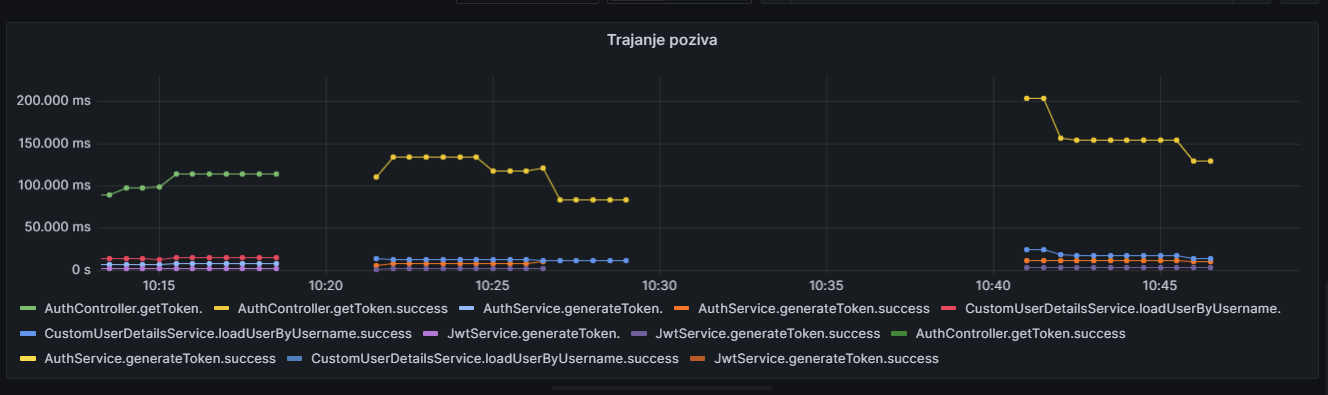 Trajanje poziva
200.000 ms
150.000 ms
100.000 ms
50.000 ms
0 s
10:15 10:20 10:25 10:30 10:35 10:40 10:45
AuthController.getToken. AuthController.getToken.success AuthService.generateToken. AuthService.generateToken.success CustomUserDetailsService.loadUserByUsername.
CustomUserDetailsService.loadUserByUsername.success JwtService.generateToken. JwtService.generateToken.success AuthController.getToken.success
AuthService.generateToken.success CustomUserDetailsService.loadUserByUsername.success JwtService.generateToken.success